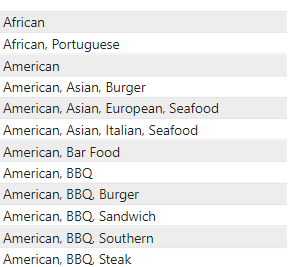 African
African, Portuguese
American
American, Asian, Burger
American, Asian, European, Seafood
American, Asian, Italian, Seafood
American, Bar Food
American, BBQ
American, BBQ, Burger
American, BBQ, Sandwich
American, BBQ, Southern
American, BBQ, Steak